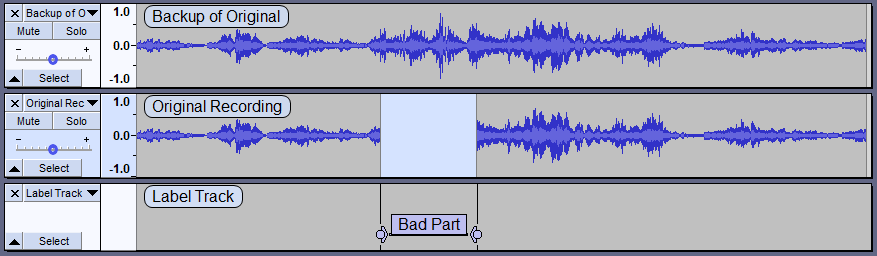 Backup of O
Mute Solo
- +
Select
1.0
0.0
-1.0
Backup of Original
Original Rec
Mute Solo
- +
Select
1.0
0.0
-1.0
Original Recording
Label Track
Select
Label Track
Bad Part